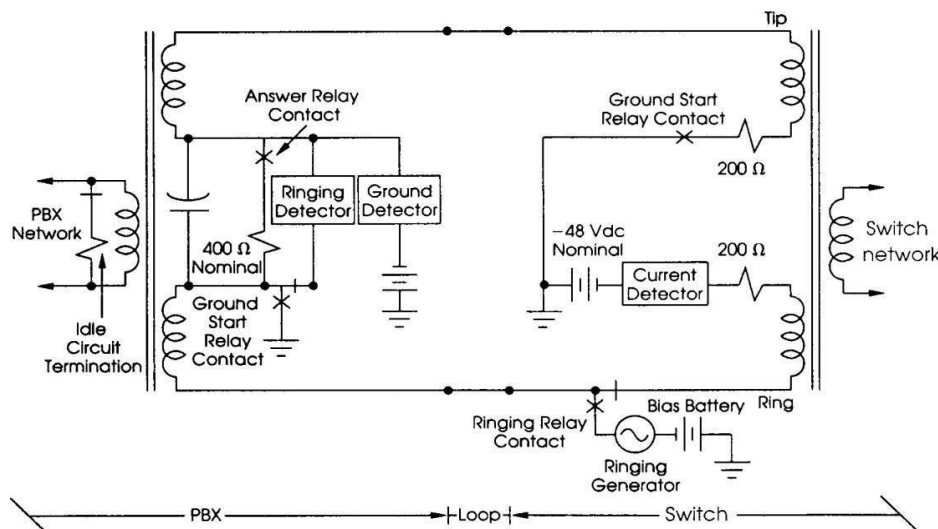 Tip
Answer Relay
Contact
Ground Start
Relay Contact
200 Ω
Ringing
Detector
Ground
Detector
PBX
Network
400 Ω
Nominal
−48 Vdc
Nominal
200 Ω
Current
Detector
Switch
network
Ground
Start
Relay
Contact
Idle
Circuit
Termination
Ring
Ringing Relay
Contact
Bias Battery
Ringing
Generator
PBX
Loop
Switch